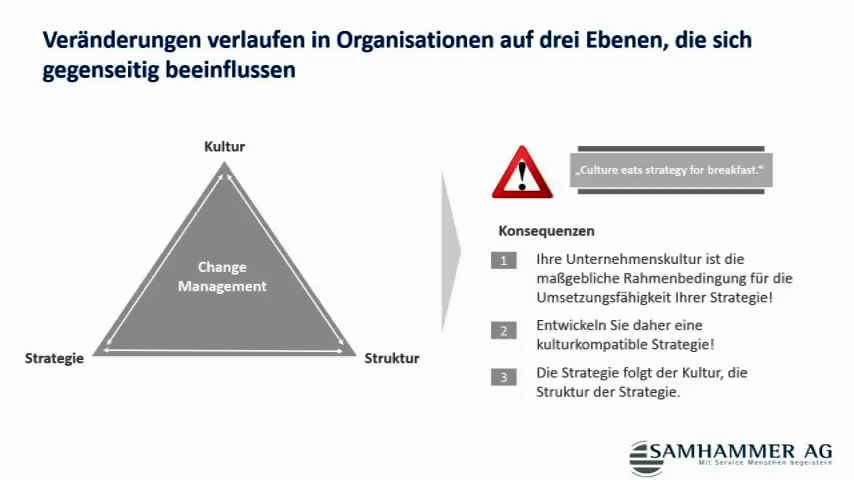 Veränderungen verlaufen in Organisationen auf drei Ebenen, die sich
gegenseitig beeinflussen
Kultur
Change
Management
Strategie
Struktur
„Culture eats strategy for breakfast.“
Konsequenzen
1 Ihre Unternehmenskultur ist die
maßgebliche Rahmenbedingung für die
Umsetzungsfähigkeit Ihrer Strategie!
2 Entwickeln Sie daher eine
kulturkompatible Strategie!
3 Die Strategie folgt der Kultur, die
Struktur der Strategie.
SAMHAMMER AG
Mit Service Menschen begeistern